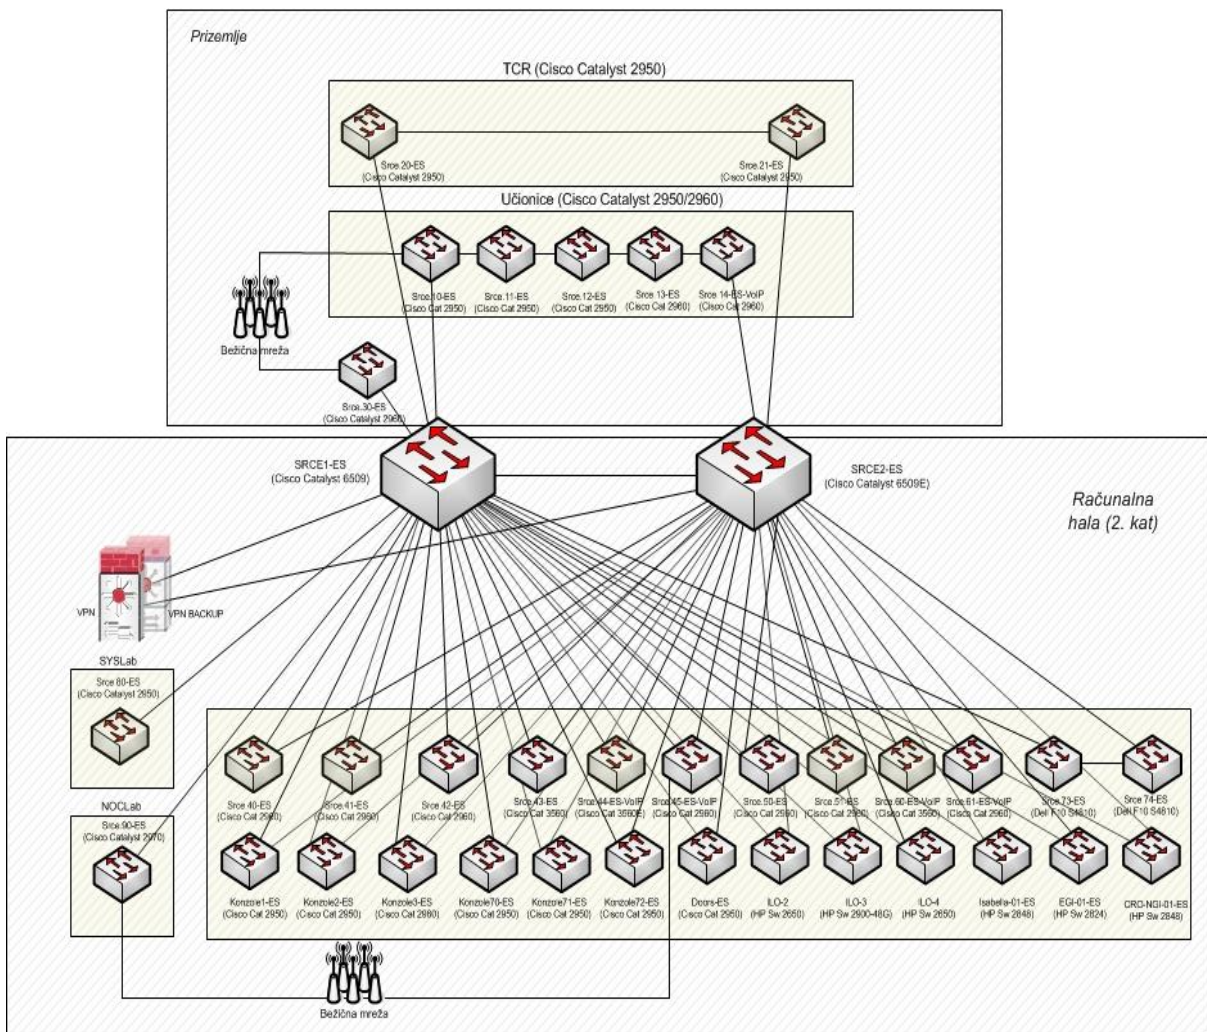 Prizemlje
TCR (Cisco Catalyst 2950)
Srce.20-ES
(Cisco Catalyst 2950)
Srce.21-ES
(Cisco Catalyst 2950)
Učionice (Cisco Catalyst 2950/2960)
Srce.10-ES
(Cisco Cat 2950)
Srce.11-ES
(Cisco Cat 2950)
Srce.12-ES
(Cisco Cat 2950)
Srce.13-ES
(Cisco Cat 2960)
Srce.14-ES-VoIP
(Cisco Cat 2960)
Bežična mreža
Srce.30-ES
(Cisco Catalyst 2960)
SRCE1-ES
(Cisco Catalyst 6509)
SRCE2-ES
(Cisco Catalyst 6509E)
Računalna
hala (2. kat)
VPN
VPN BACKUP
SYSLab
Srce.80-ES
(Cisco Catalyst 2950)
NOCLab
Srce.90-ES
(Cisco Catalyst 2970)
Srce.40-ES
(Cisco Cat 2960)
Srce.41-ES
(Cisco Cat 2960)
Srce.42-ES
(Cisco Cat 2960)
Srce.43-ES
(Cisco Cat 3560)
Srce.44-ES-VoIP
(Cisco Cat 3560E)
Srce.45-ES-VoIP
(Cisco Cat 2960)
Srce.50-ES
(Cisco Cat 2960)
Srce.51-ES
(Cisco Cat 2960)
Srce.60-ES-VoIP
(Cisco Cat 3560)
Srce.61-ES-VoIP
(Cisco Cat 2960)
Srce.73-ES
(Dell F10 S4810)
Srce.74-ES
(Dell F10 S4810)
Konzole1-ES
(Cisco Cat 2950)
Konzole2-ES
(Cisco Cat 2950)
Konzole3-ES
(Cisco Cat 2960)
Konzole70-ES
(Cisco Cat 2950)
Konzole71-ES
(Cisco Cat 2950)
Konzole72-ES
(Cisco Cat 2950)
Doors-ES
(Cisco Cat 2950)
ILO-2
(HP Sw 2650)
ILO-3
(HP Sw 2900-48G)
ILO-4
(HP Sw 2650)
Isabella-01-ES
(HP Sw 2848)
EGI-01-ES
(HP Sw 2824)
CRO-NGI-01-ES
(HP Sw 2848)
Bežična mreža